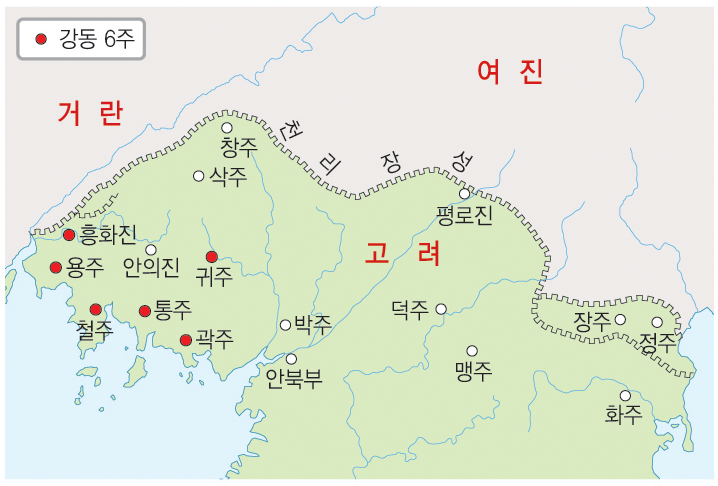 강동 6주
여 진
거 란
천 리 장 성
창주
삭주
평로진
흥화진
고 려
용주
안의진
귀주
철주
통주
박주
덕주
장주
정주
곽주
안북부
맹주
화주